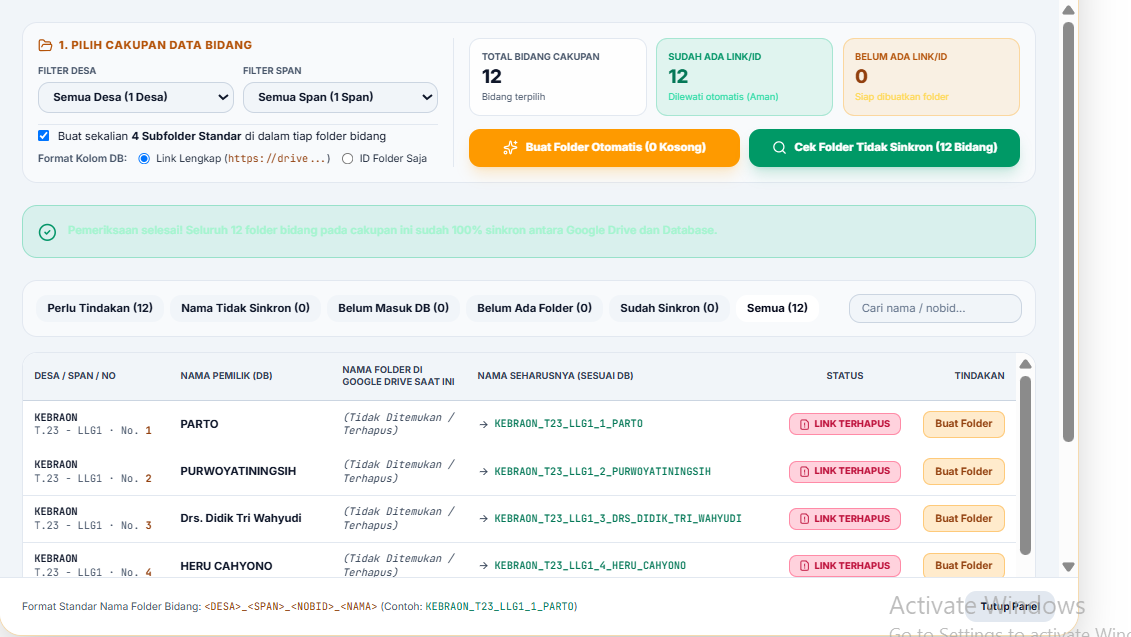 1. PILIH CAKUPAN DATA BIDANG
FILTER DESA
FILTER SPAN
Semua Desa (1 Desa)
Semua Span (1 Span)
Buat sekalian 4 Subfolder Standar di dalam tiap folder bidang
Format Kolom DB: Link Lengkap (https://drive...) ID Folder Saja
TOTAL BIDANG CAKUPAN
12
Bidang terpilih
SUDAH ADA LINK/ID
12
Dilewati otomatis (Aman)
BELUM ADA LINK/ID
0
Siap dibuatkan folder
Buat Folder Otomatis (0 Kosong)
Cek Folder Tidak Sinkron (12 Bidang)
Pemeriksaan selesai! Seluruh 12 folder bidang pada cakupan ini sudah 100% sinkron antara Google Drive dan Database.
Perlu Tindakan (12) Nama Tidak Sinkron (0) Belum Masuk DB (0) Belum Ada Folder (0) Sudah Sinkron (0) Semua (12) Cari nama / nobid...
DESA / SPAN / NO
NAMA PEMILIK (DB)
NAMA FOLDER DI
GOOGLE DRIVE SAAT INI
NAMA SEHARUSNYA (SESUAI DB)
STATUS
TINDAKAN
KEBRAON
T.23 - LLG1 · No. 1
PARTO
(Tidak Ditemukan /
Terhapus)
→ KEBRAON_T23_LLG1_1_PARTO
LINK TERHAPUS
Buat Folder
KEBRAON
T.23 - LLG1 · No. 2
PURWOYATININGSIH
(Tidak Ditemukan /
Terhapus)
→ KEBRAON_T23_LLG1_2_PURWOYATININGSIH
LINK TERHAPUS
Buat Folder
KEBRAON
T.23 - LLG1 · No. 3
Drs. Didik Tri Wahyudi
(Tidak Ditemukan /
Terhapus)
→ KEBRAON_T23_LLG1_3_DRS_DIDIK_TRI_WAHYUDI
LINK TERHAPUS
Buat Folder
KEBRAON
T.23 - LLG1 · No. 4
HERU CAHYONO
(Tidak Ditemukan /
Terhapus)
→ KEBRAON_T23_LLG1_4_HERU_CAHYONO
LINK TERHAPUS
Buat Folder
Format Standar Nama Folder Bidang: <DESA>_<SPAN>_<NOBID>_<NAMA> (Contoh: KEBRAON_T23_LLG1_1_PARTO)
Tutup Panel
Activate Windows
Go to Settings to activate Win